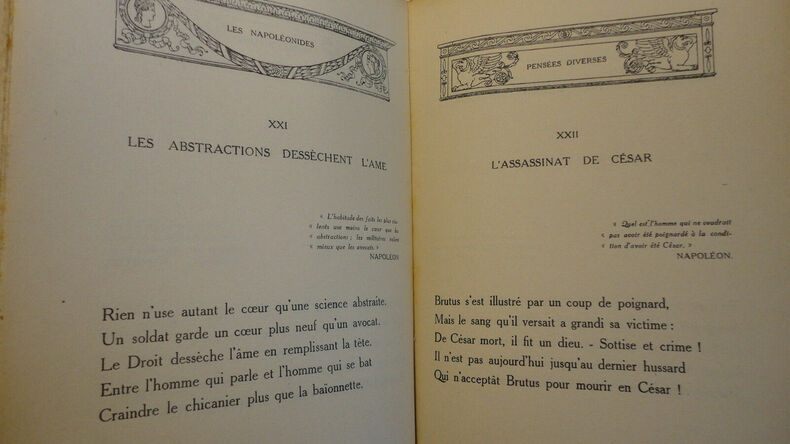 LES NAPOLÉONIDES
XXI
LES ABSTRACTIONS DESSÈCHENT L'AME
« L'habitude des faits les plus vio-
« lents use moins le cœur que les
« abstractions ; les militaires valent
« mieux que les avocats. »
NAPOLÉON
Rien n'use autant le cœur qu'une science abstraite.
Un soldat garde un cœur plus neuf qu'un avocat.
Le Droit dessèche l'âme en remplissant la tête.
Entre l'homme qui parle et l'homme qui se bat
Craindre le chicanier plus que la baïonnette.
PENSÉES DIVERSES
XXII
L'ASSASSINAT DE CÉSAR
« Quel est l'homme qui ne voudrait
« pas avoir été poignardé à la condi-
« tion d'avoir été César. »
NAPOLÉON.
Brutus s'est illustré par un coup de poignard,
Mais le sang qu'il versait a grandi sa victime :
De César mort, il fit un dieu. - Sottise et crime !
Il n'est pas aujourd'hui jusqu'au dernier hussard
Qui n'acceptât Brutus pour mourir en César !